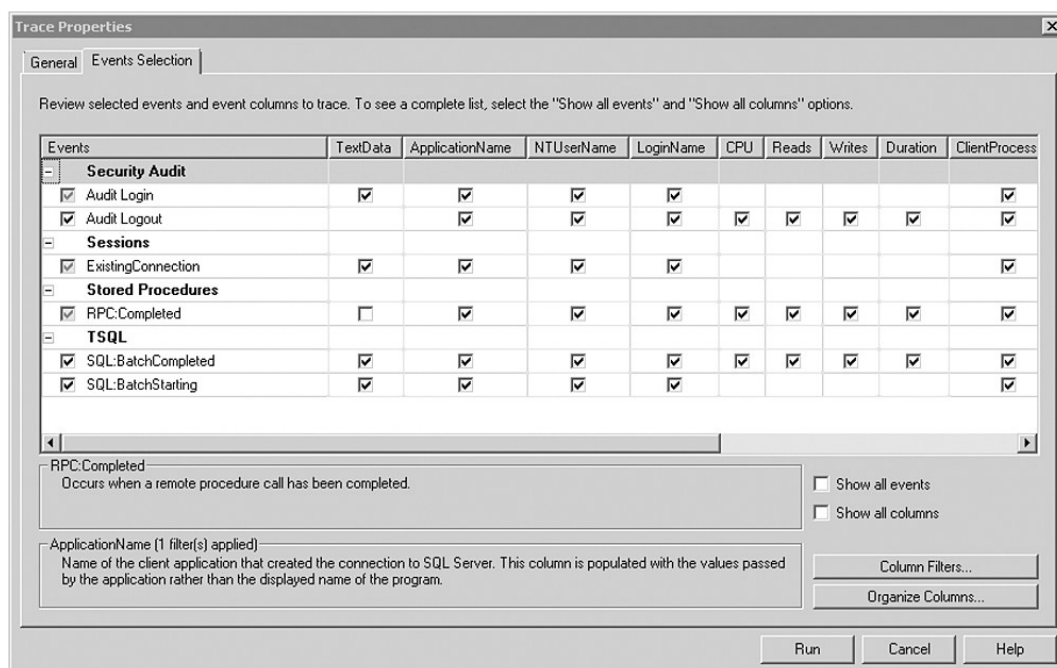 Trace Properties
General Events Selection
Review selected events and event columns to trace. To see a complete list, select the "Show all events" and "Show all columns" options.
Events TextData ApplicationName NTUserName LoginName CPU Reads Writes Duration ClientProcess
Security Audit
Audit Login
Audit Logout
Sessions
ExistingConnection
Stored Procedures
RPC:Completed
TSQL
SQL:BatchCompleted
SQL:BatchStarting
RPC:Completed
Occurs when a remote procedure call has been completed.
Show all events
Show all columns
ApplicationName (1 filter(s) applied)
Name of the client application that created the connection to SQL Server. This column is populated with the values passed
by the application rather than the displayed name of the program.
Column Filters...
Organize Columns...
Run Cancel Help